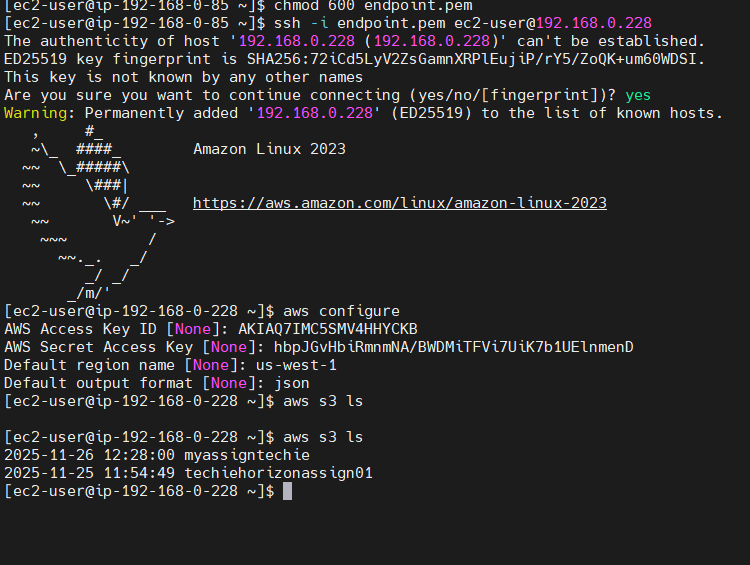 [ec2-user@ip-192-168-0-85 ~]$ chmod 600 endpoint.pem
[ec2-user@ip-192-168-0-85 ~]$ ssh -i endpoint.pem ec2-user@192.168.0.228
The authenticity of host '192.168.0.228 (192.168.0.228)' can't be established.
ED25519 key fingerprint is SHA256:72iCd5LyV2ZsGamnXRPlEujiP/rY5/ZoQK+um60WDSI.
This key is not known by any other names
Are you sure you want to continue connecting (yes/no/[fingerprint])? yes
Warning: Permanently added '192.168.0.228' (ED25519) to the list of known hosts.
   ,     #_
   ~\_  ####_        Amazon Linux 2023
  ~~  \_#####\
  ~~     \###|
  ~~       \#/ ___   https://aws.amazon.com/linux/amazon-linux-2023
   ~~       V~' '->
    ~~~         /
      ~~._.   _/
         _/ _/
       _/m/'
[ec2-user@ip-192-168-0-228 ~]$ aws configure
AWS Access Key ID [None]: AKIAQ7IMC5SMV4HHYCKB
AWS Secret Access Key [None]: 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
Default region name [None]: us-west-1
Default output format [None]: json
[ec2-user@ip-192-168-0-228 ~]$ aws s3 ls
[ec2-user@ip-192-168-0-228 ~]$ aws s3 ls
2025-11-26 12:28:00 myassigntechie
2025-11-25 11:54:49 techiehorizonassign01
[ec2-user@ip-192-168-0-228 ~]$